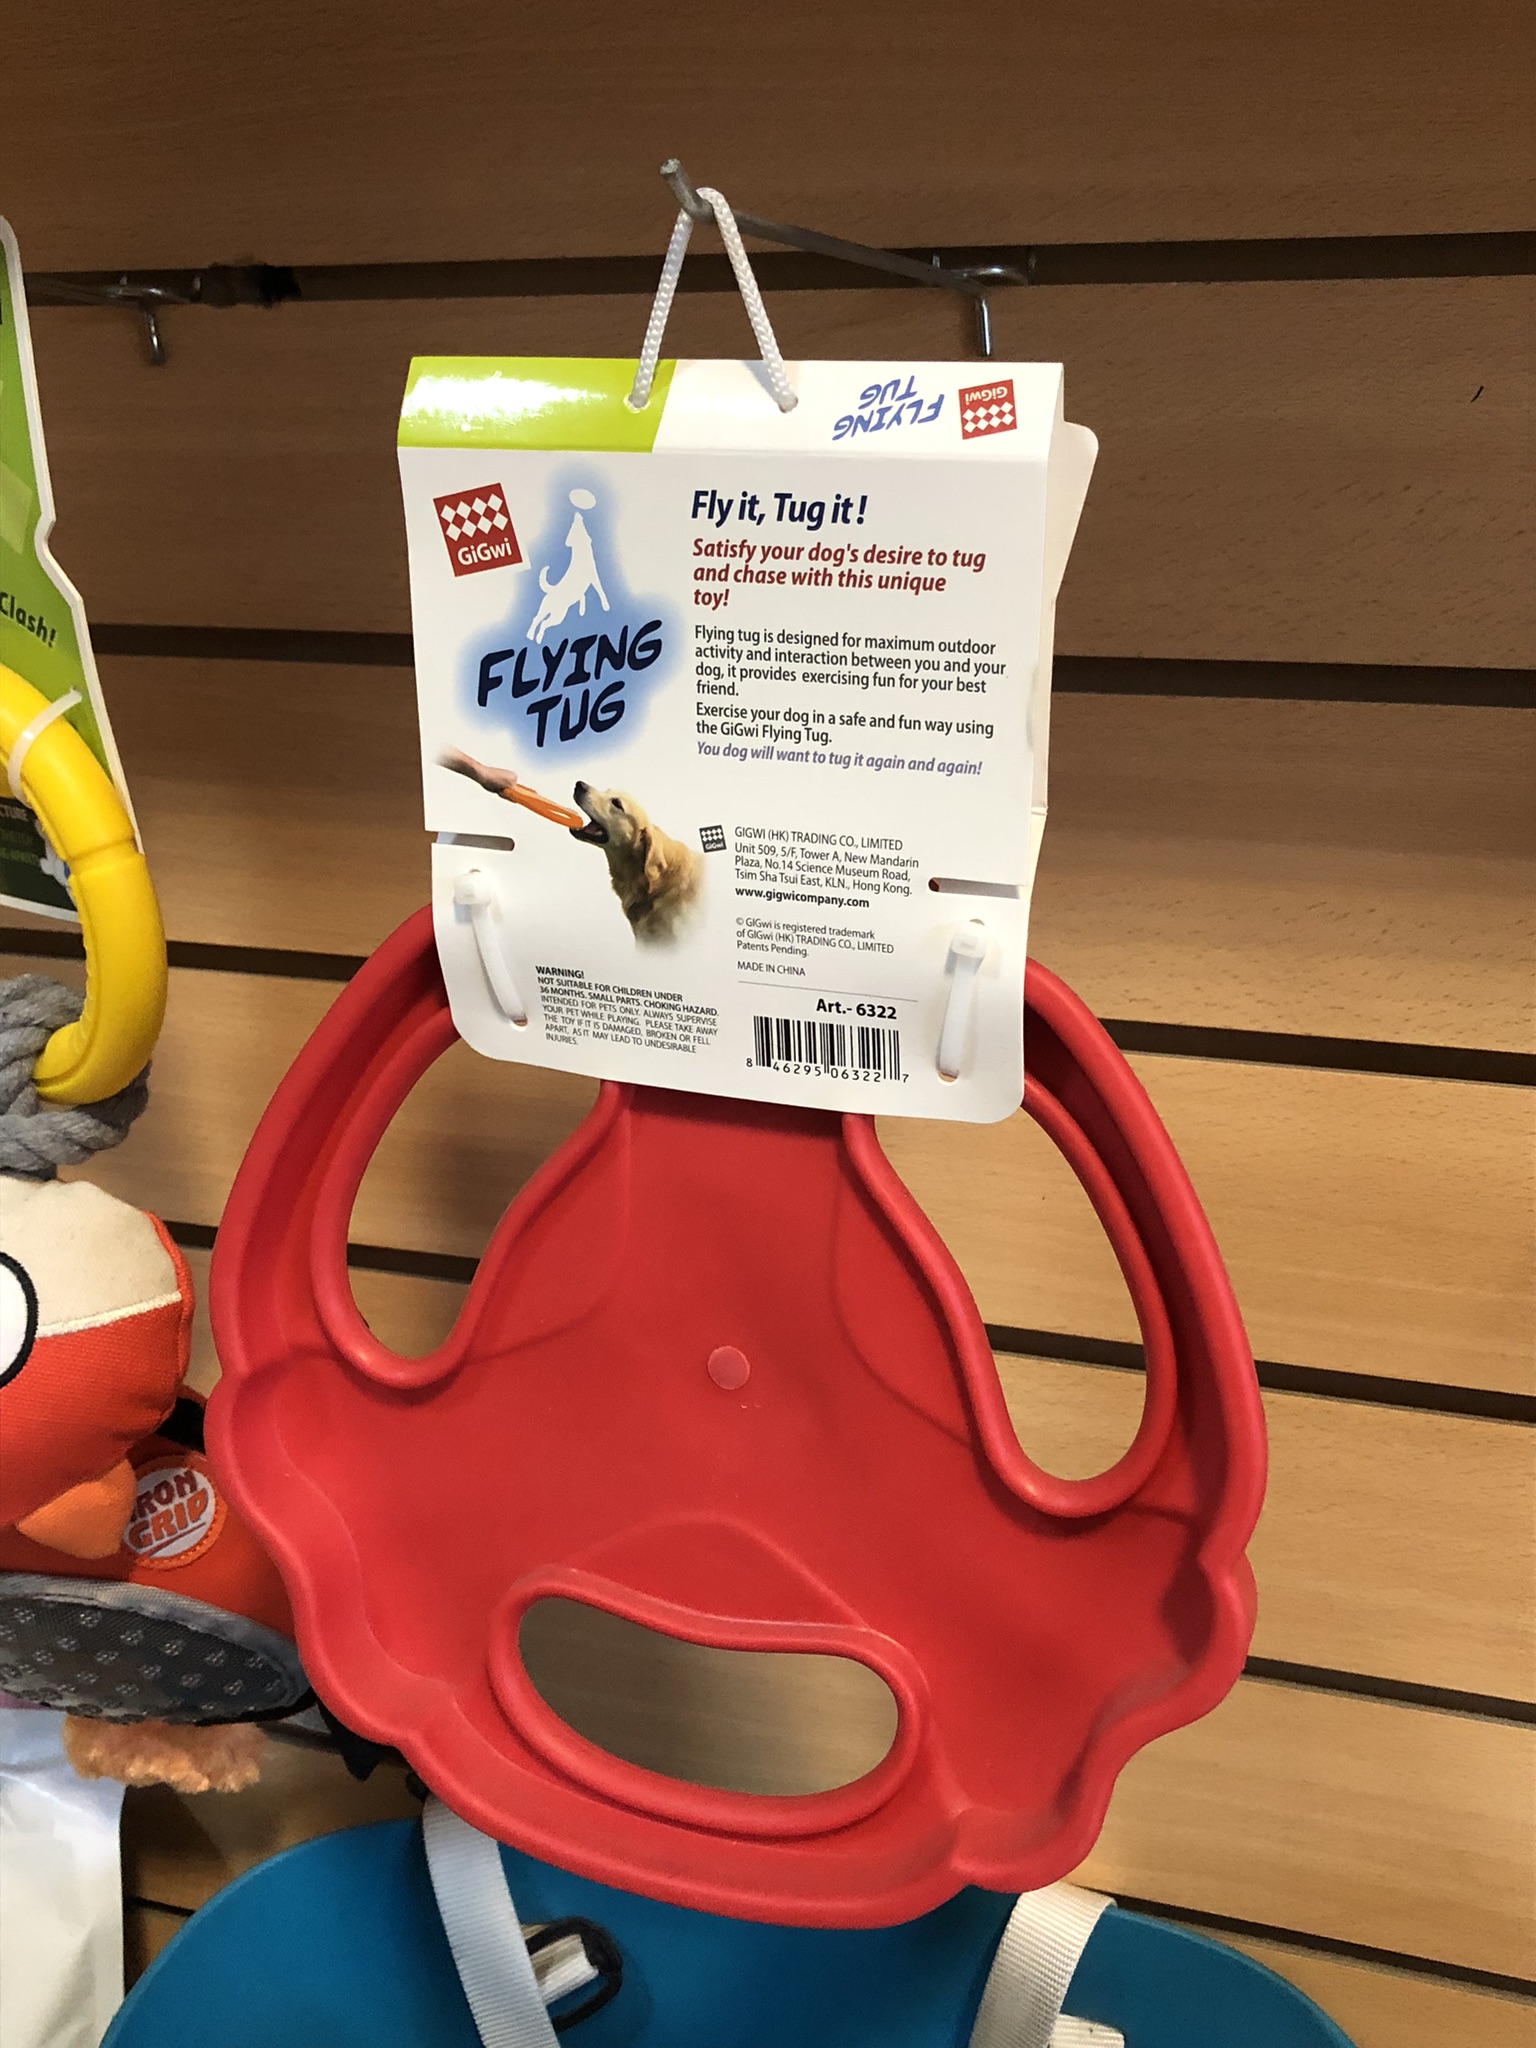 FLYING
TUG
GiGwi
GiGwi
FLYING
TUG
Fly it, Tug it!
Satisfy your dog's desire to tug
and chase with this unique
toy!
Flying tug is designed for maximum outdoor
activity and interaction between you and your
dog, it provides exercising fun for your best
friend.
Exercise your dog in a safe and fun way using
the GiGwi Flying Tug.
You dog will want to tug it again and again!
GiGwi
GIGWI (HK) TRADING CO., LIMITED
Unit 509, 5/F, Tower A, New Mandarin
Plaza, No.14 Science Museum Road,
Tsim Sha Tsui East, KLN., Hong Kong.
www.gigwicompany.com
© GiGwi is registered trademark
of GIGwi (HK) TRADING CO., LIMITED
Patents Pending.
MADE IN CHINA
WARNING!
NOT SUITABLE FOR CHILDREN UNDER
36 MONTHS. SMALL PARTS. CHOKING HAZARD.
INTENDED FOR PETS ONLY. ALWAYS SUPERVISE
YOUR PET WHILE PLAYING. PLEASE TAKE AWAY
THE TOY IF IT IS DAMAGED, BROKEN OR FELL
APART, AS IT MAY LEAD TO UNDESIRABLE
INJURIES.
Art.- 6322
8 46295 06322 7
Clash!
IRON
GRIP